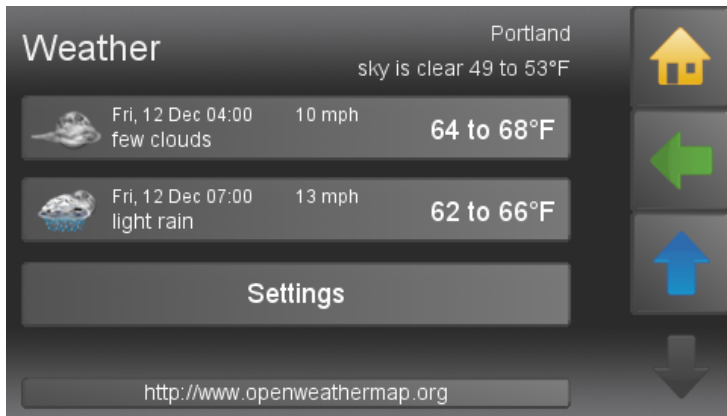 Weather
Portland
sky is clear 49 to 53°F
Fri, 12 Dec 04:00 10 mph
few clouds
64 to 68°F
Fri, 12 Dec 07:00 13 mph
light rain
62 to 66°F
Settings
http://www.openweathermap.org